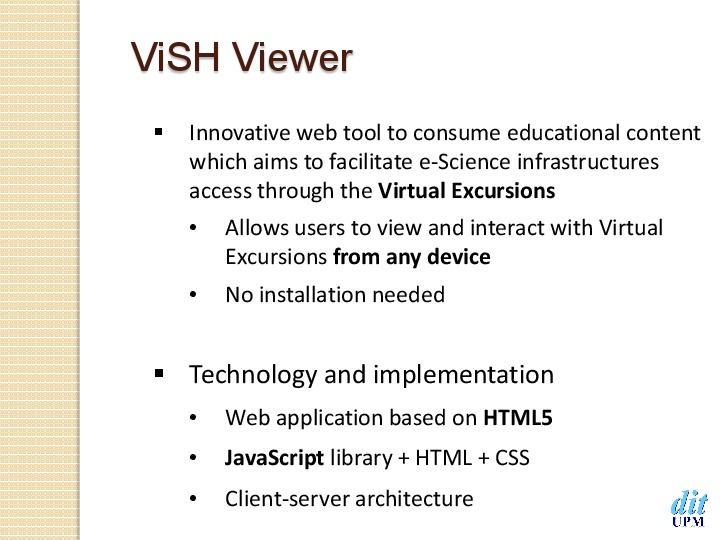 ViSH Viewer
▪ Innovative web tool to consume educational content
which aims to facilitate e-Science infrastructures
access through the Virtual Excursions
• Allows users to view and interact with Virtual
Excursions from any device
• No installation needed
▪ Technology and implementation
• Web application based on HTML5
• JavaScript library + HTML + CSS
• Client-server architecture
dit
UPM